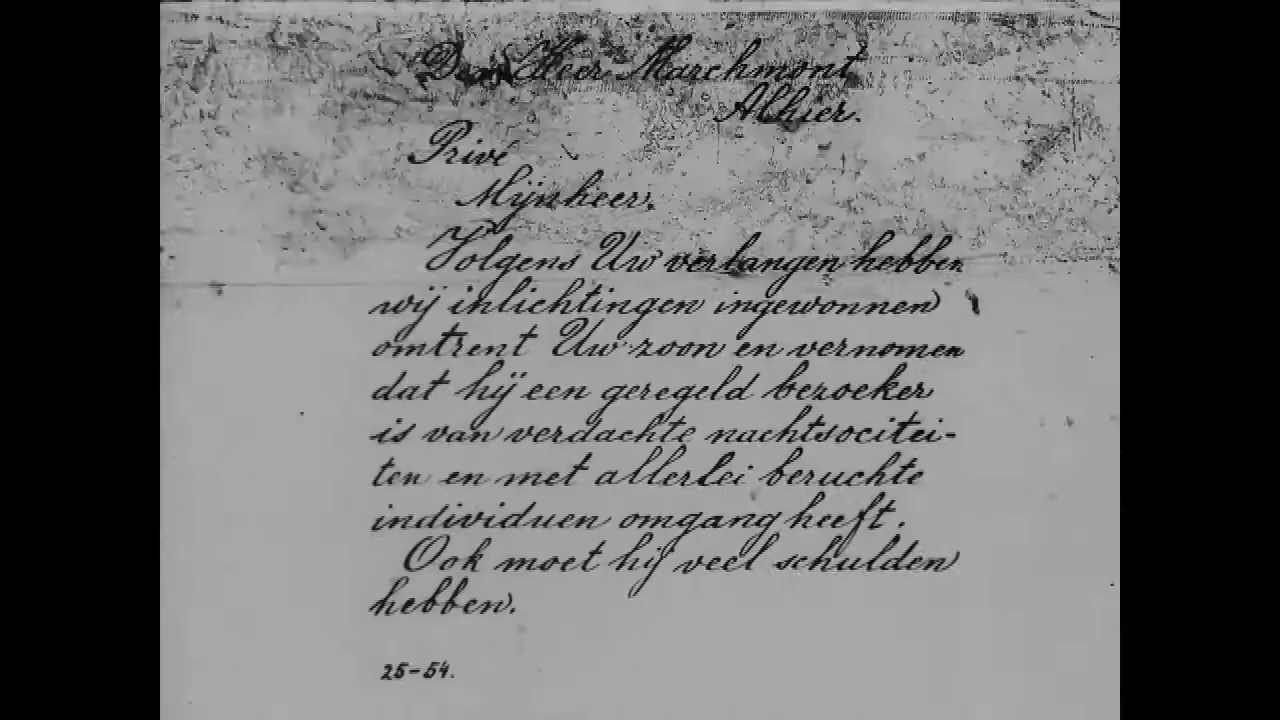 Den Heer Marchmont
Alhier.
Privé
Mijnheer.
Volgens Uw verlangen hebben
wij inlichtingen ingewonnen
omtrent Uw zoon en vernomen
dat hij een geregeld bezoeker
is van verdachte nachtsocitei-
ten en met allerlei beruchte
individuen omgang heeft.
Ook moet hij veel schulden
hebben.
25-54.